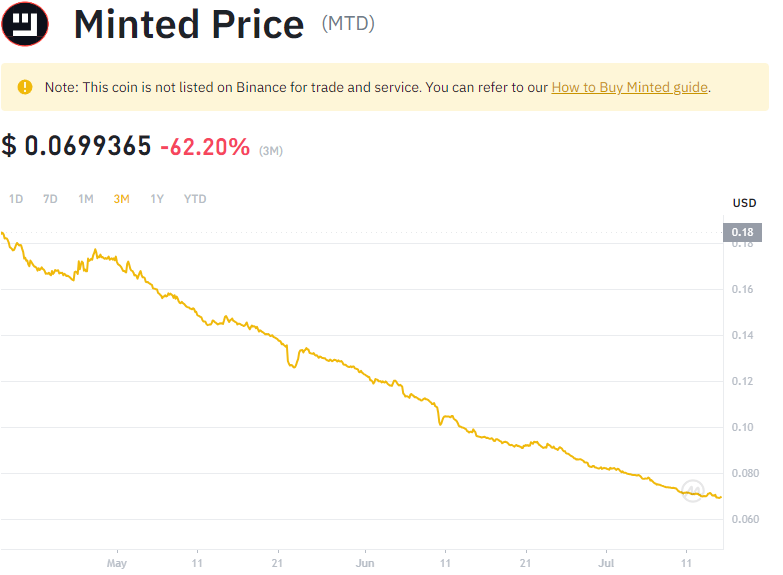 Minted Price (MTD)
Note: This coin is not listed on Binance for trade and service. You can refer to our How to Buy Minted guide.
$ 0.0699365 -62.20% (3M)
1D 7D 1M 3M 1Y YTD
USD
0.18
0.18
0.16
0.14
0.12
0.10
0.080
0.060
May 11 21 Jun 11 21 Jul 11